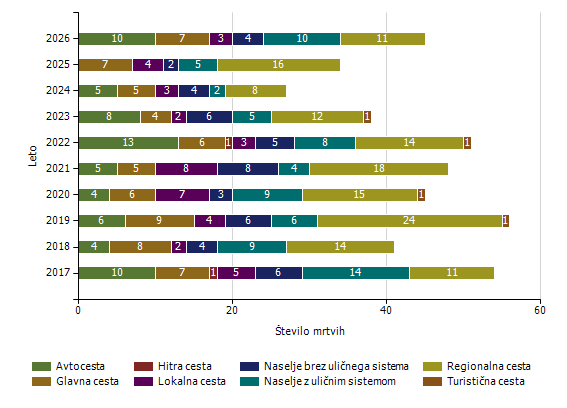 2026 10 7 3 4 10 11
2025 7 4 2 5 16
2024 5 5 3 4 2 8
2023 8 4 2 6 5 12 1
2022 13 6 1 3 5 8 14 1
2021 5 5 8 8 4 18
2020 4 6 7 3 9 15 1
2019 6 9 4 6 6 24 1
2018 4 8 2 4 9 14
2017 10 7 1 5 6 14 11
Leto
0 20 40 60
Število mrtvih
Avtocesta Hitra cesta Naselje brez uličnega sistema Regionalna cesta
Glavna cesta Lokalna cesta Naselje z uličnim sistemom Turistična cesta